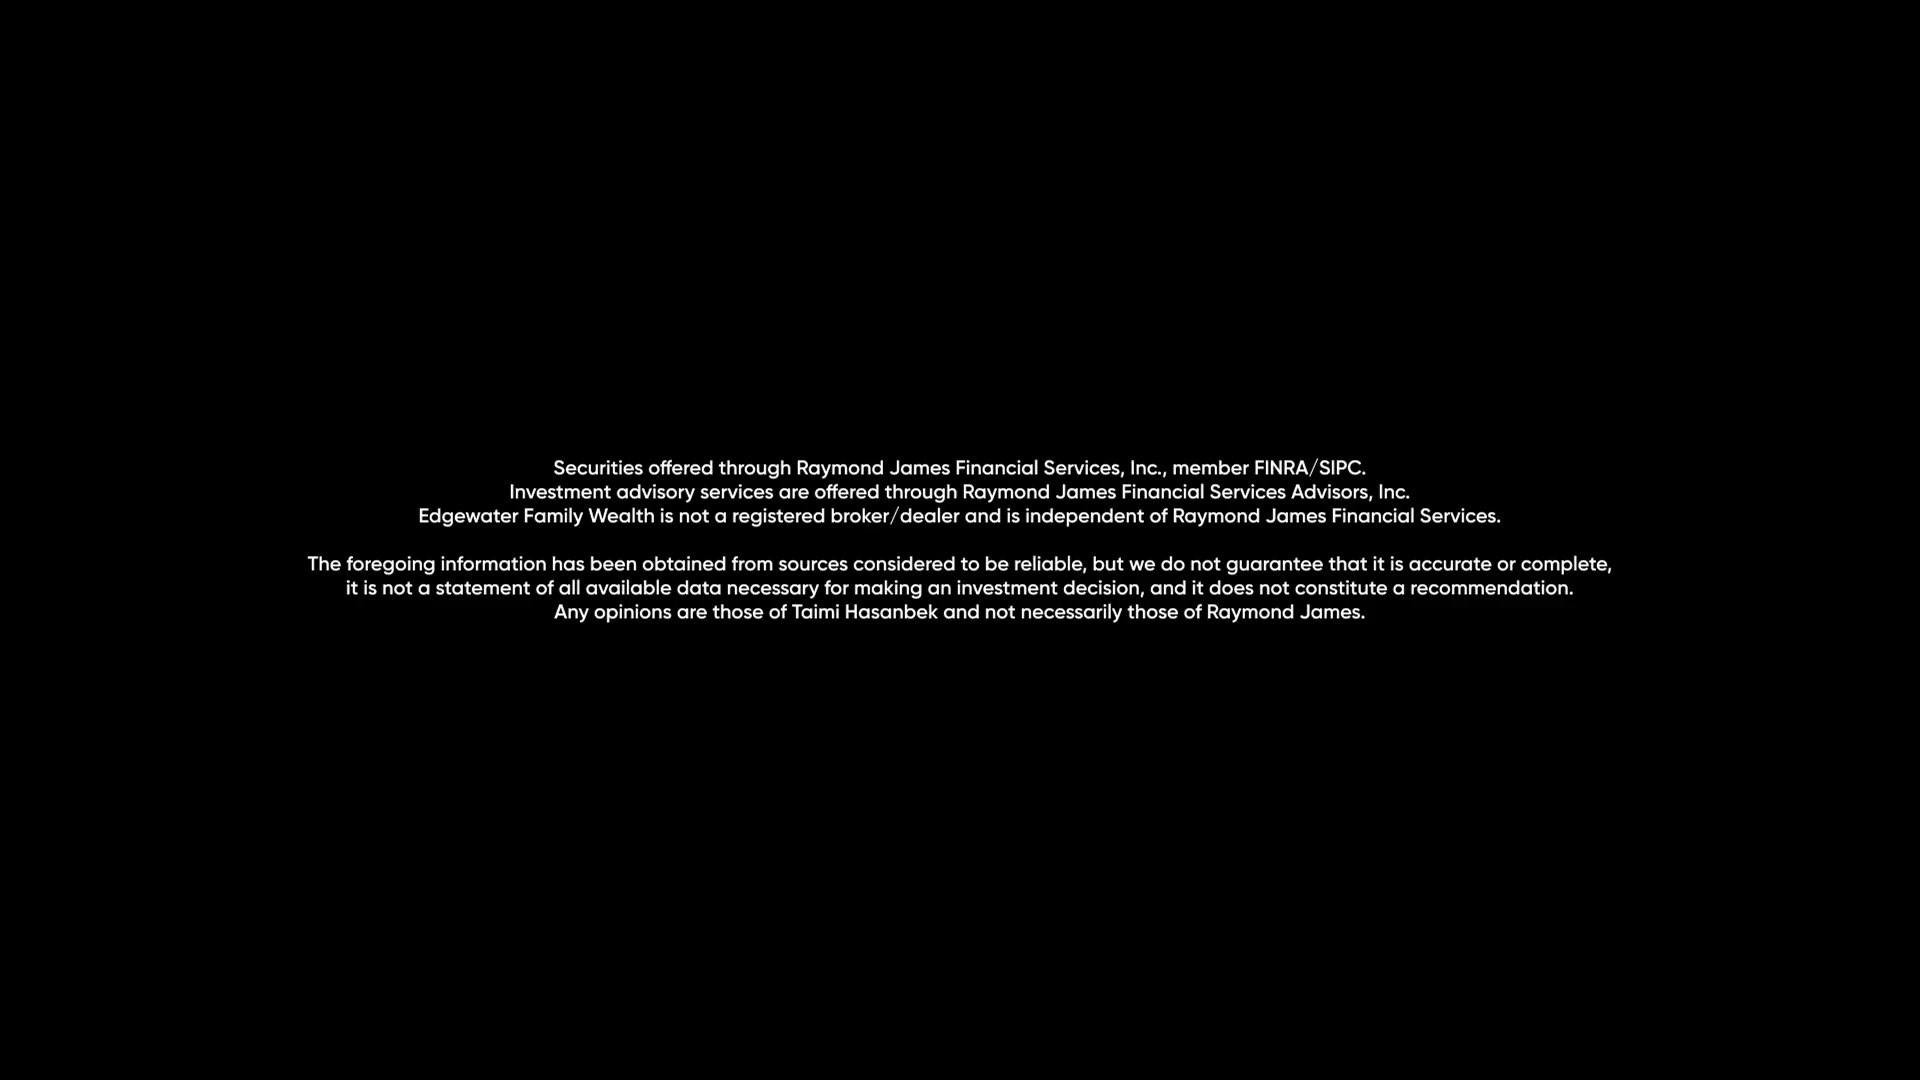 Securities offered through Raymond James Financial Services, Inc., member FINRA/SIPC.
Investment advisory services are offered through Raymond James Financial Services Advisors, Inc.
Edgewater Family Wealth is not a registered broker/dealer and is independent of Raymond James Financial Services.
The foregoing information has been obtained from sources considered to be reliable, but we do not guarantee that it is accurate or complete,
it is not a statement of all available data necessary for making an investment decision, and it does not constitute a recommendation.
Any opinions are those of Taimi Hasanbek and not necessarily those of Raymond James.